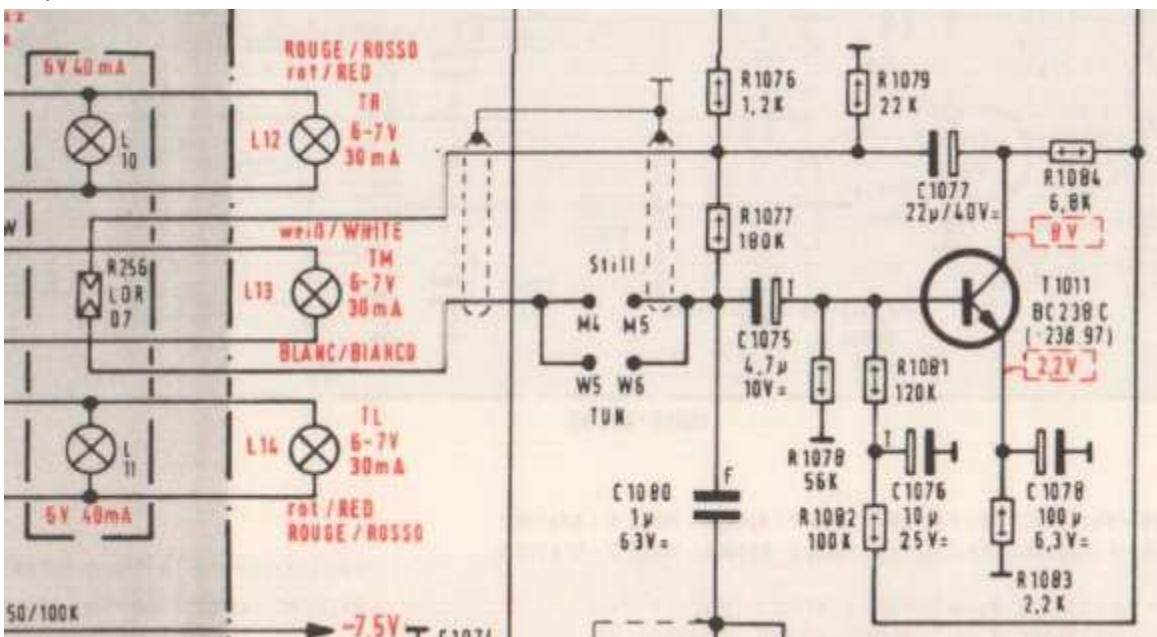 6V 40mA
ROUGE / ROSSO
rot / RED
TR
L12
6-7V
30mA
L
10
R1076
1,2K
R1079
22K
C1077
22µ/40V=
R1084
6,8K
8V
weiß/WHITE
TM
L13
6-7V
30mA
R256
LDR
07
BLANC/BIANCO
Still
M4 M5
W5 W6
TUN
R1077
180K
C1075
4,7µ
10V=
T
T1011
BC238C
2,2V
R1081
120K
R1078
56K
TL
L14
6-7V
30mA
L
11
6V 40mA
rot / RED
ROUGE / ROSSO
C1080
1µ
63V=
f
T
C1076
10µ
25V=
R1082
100K
C1078
100µ
6,3V=
R1083
2,2K
50/100K
-7,5V